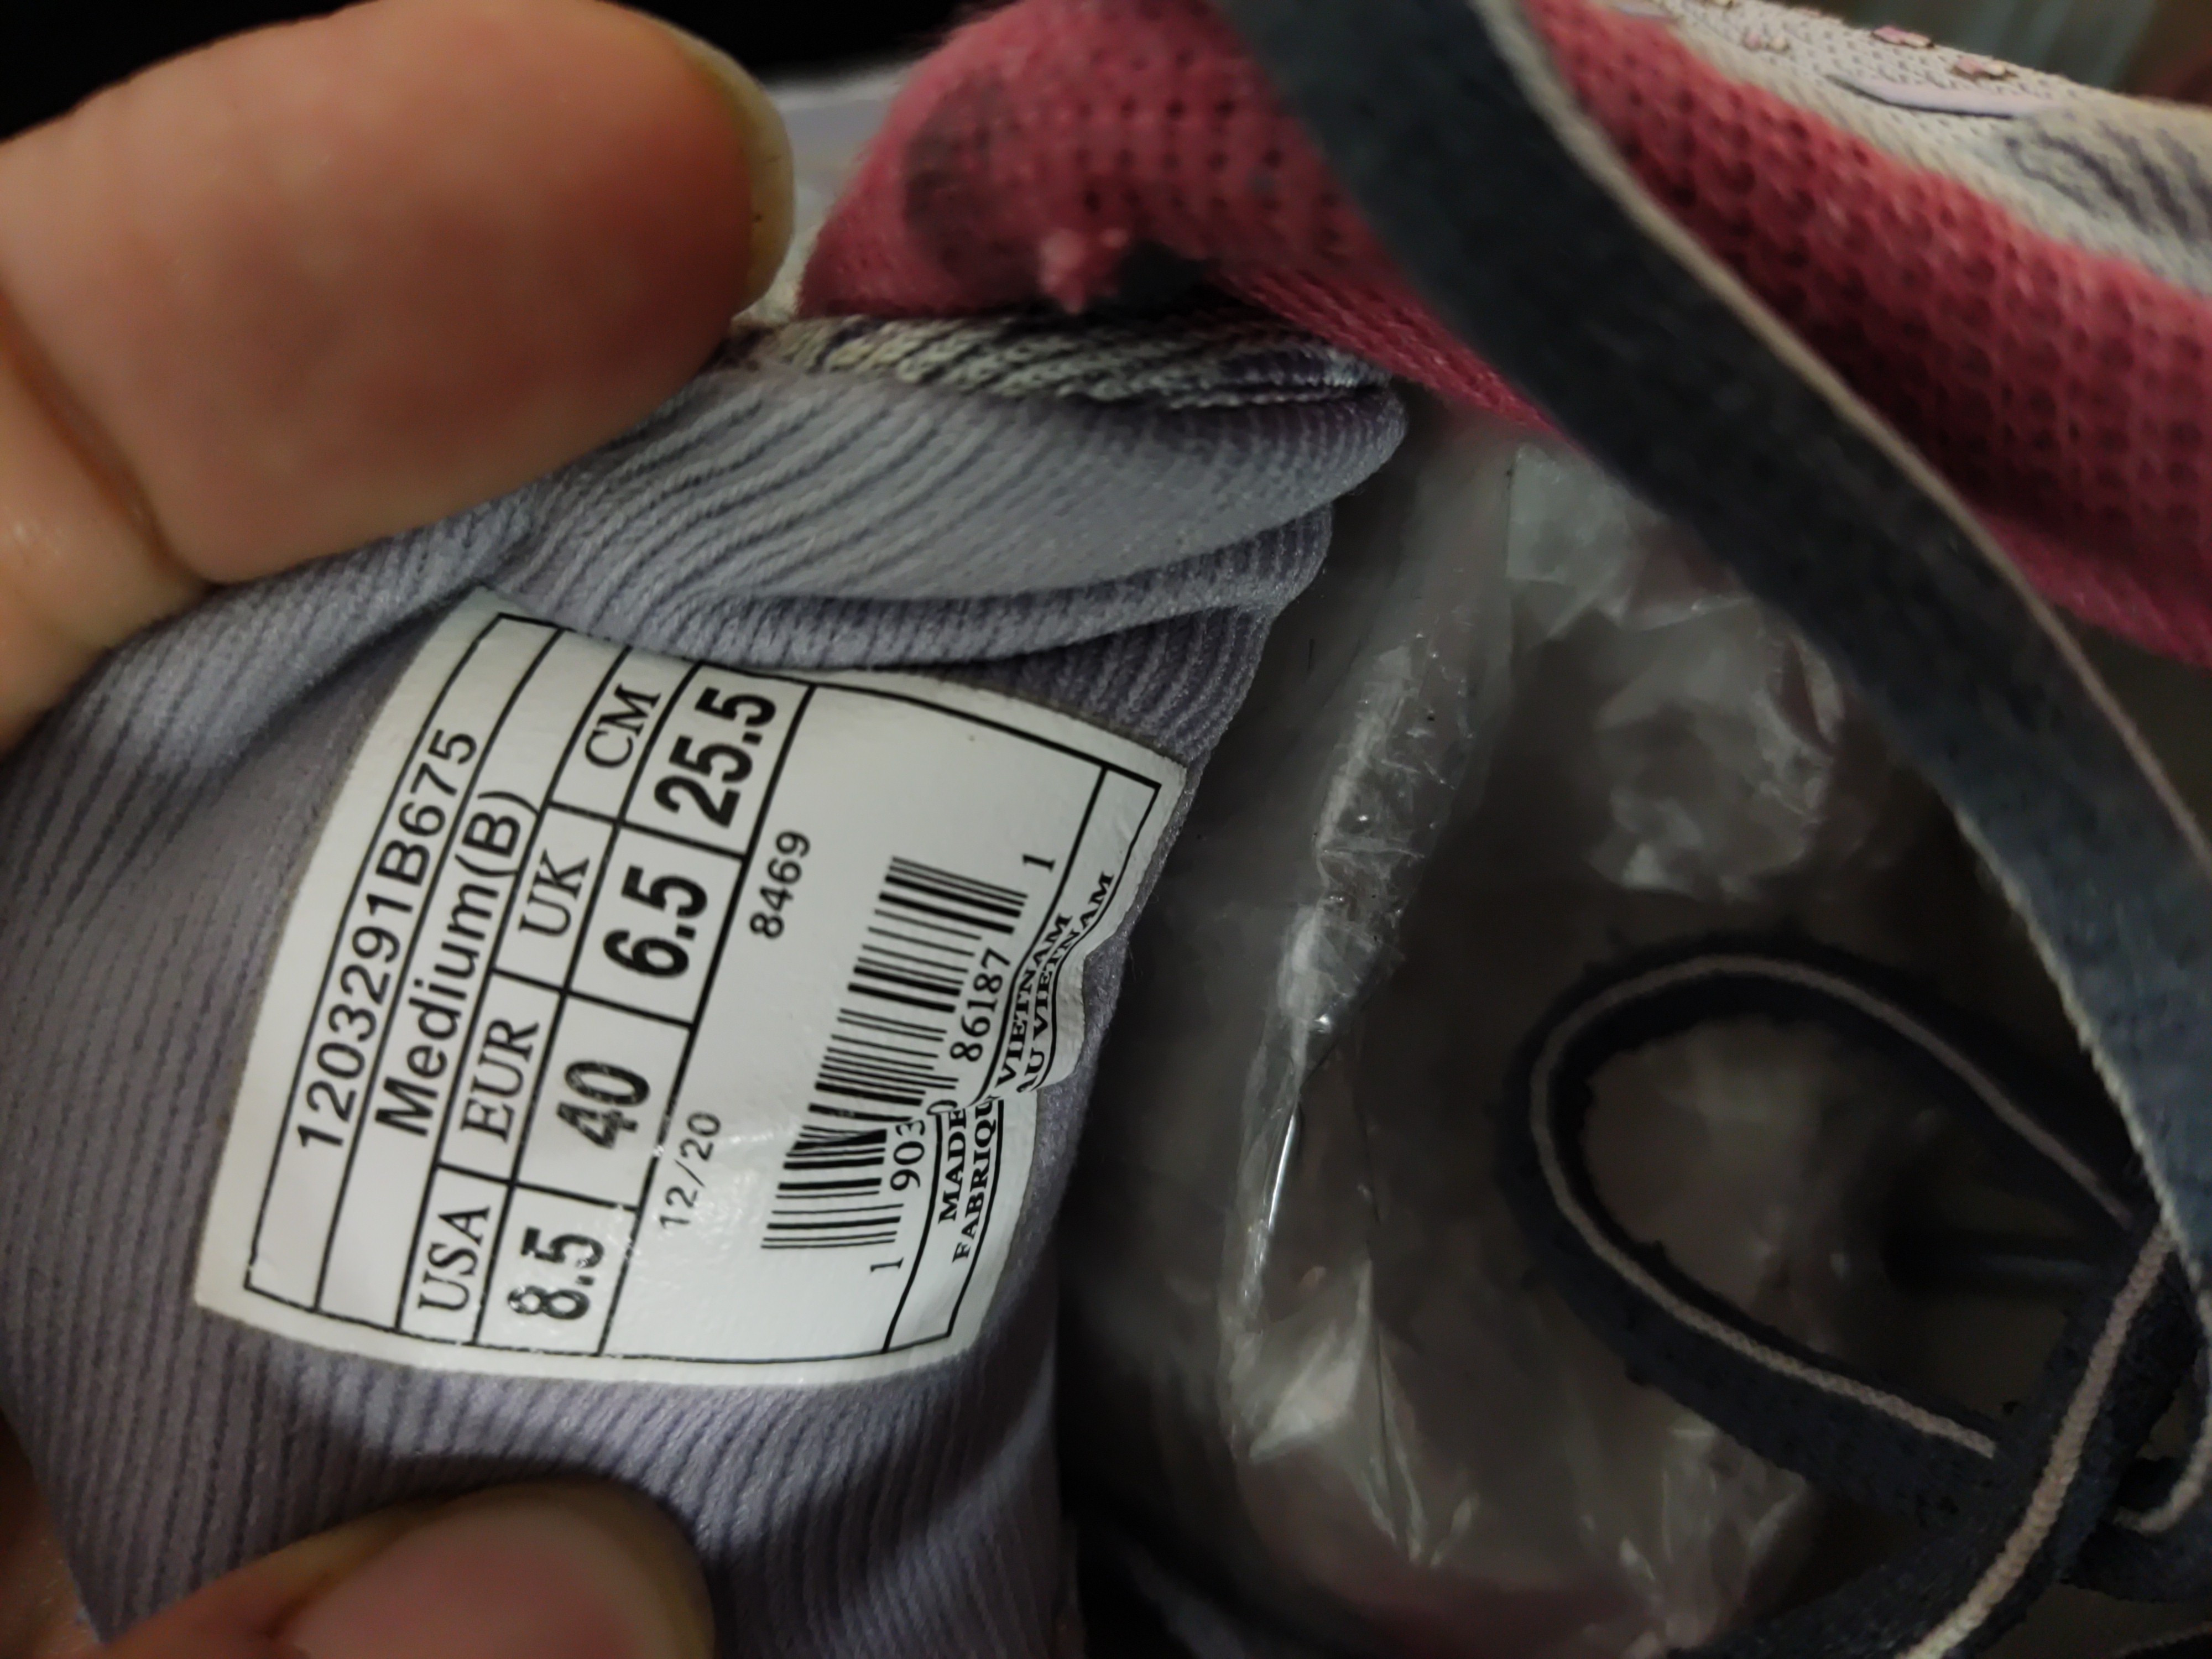 1203291B675
Medium(B)
USA EUR UK CM
8.5 40 6.5 25.5
12/20 8469
1 903 86187 1
MADE VIETNAM
FABRIQU AU VIETNAM